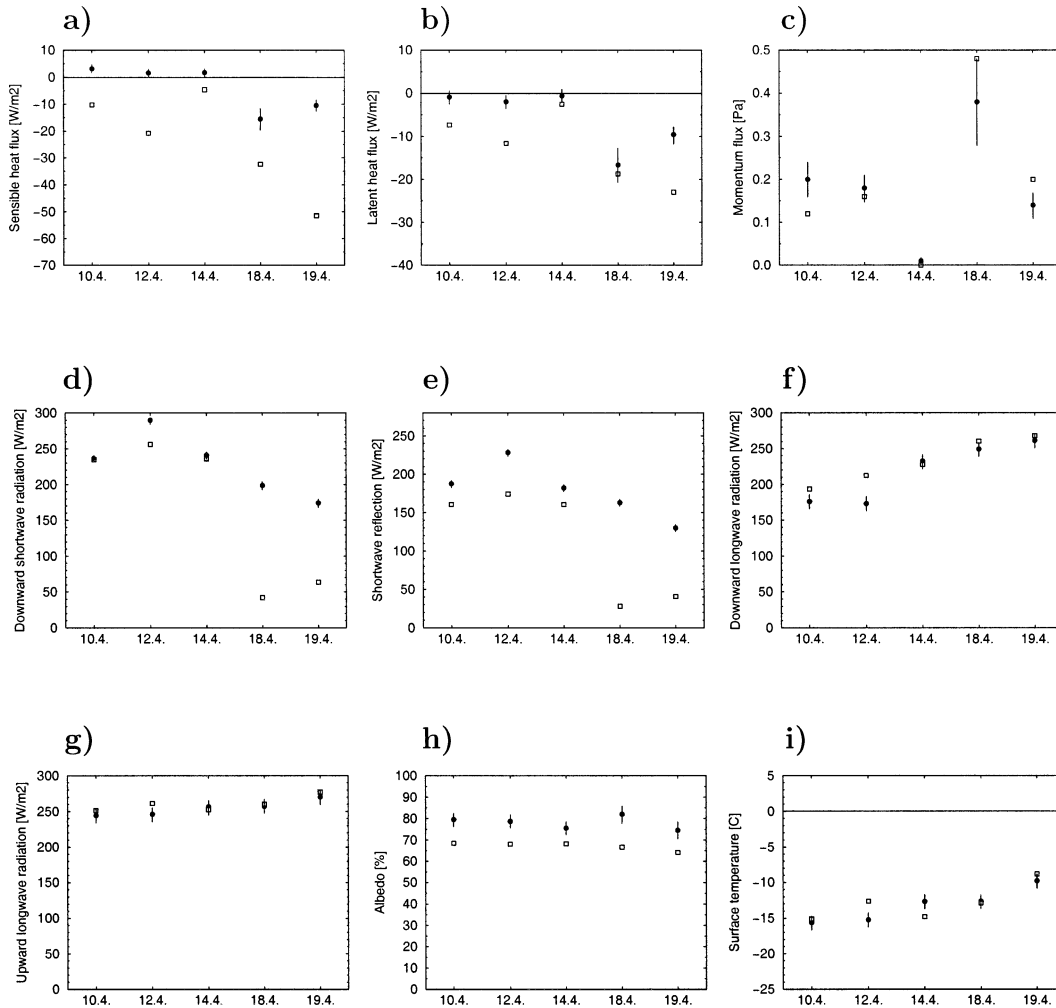 a)
Sensible heat flux [W/m2]
10
0
−10
−20
−30
−40
−50
−60
−70
10.4. 12.4. 14.4. 18.4. 19.4.
b)
Latent heat flux [W/m2]
10
0
−10
−20
−30
−40
10.4. 12.4. 14.4. 18.4. 19.4.
c)
Momentum flux [Pa]
0.5
0.4
0.3
0.2
0.1
0.0
10.4. 12.4. 14.4. 18.4. 19.4.
d)
Downward shortwave radiation [W/m2]
300
250
200
150
100
50
0
10.4. 12.4. 14.4. 18.4. 19.4.
e)
Shortwave reflection [W/m2]
250
200
150
100
50
0
10.4. 12.4. 14.4. 18.4. 19.4.
f)
Downward longwave radiation [W/m2]
300
250
200
150
100
50
0
10.4. 12.4. 14.4. 18.4. 19.4.
g)
Upward longwave radiation [W/m2]
300
250
200
150
100
50
0
10.4. 12.4. 14.4. 18.4. 19.4.
h)
Albedo [%]
100
90
80
70
60
50
40
30
20
10
0
10.4. 12.4. 14.4. 18.4. 19.4.
i)
Surface temperature [C]
5
0
−5
−10
−15
−20
−25
10.4. 12.4. 14.4. 18.4. 19.4.